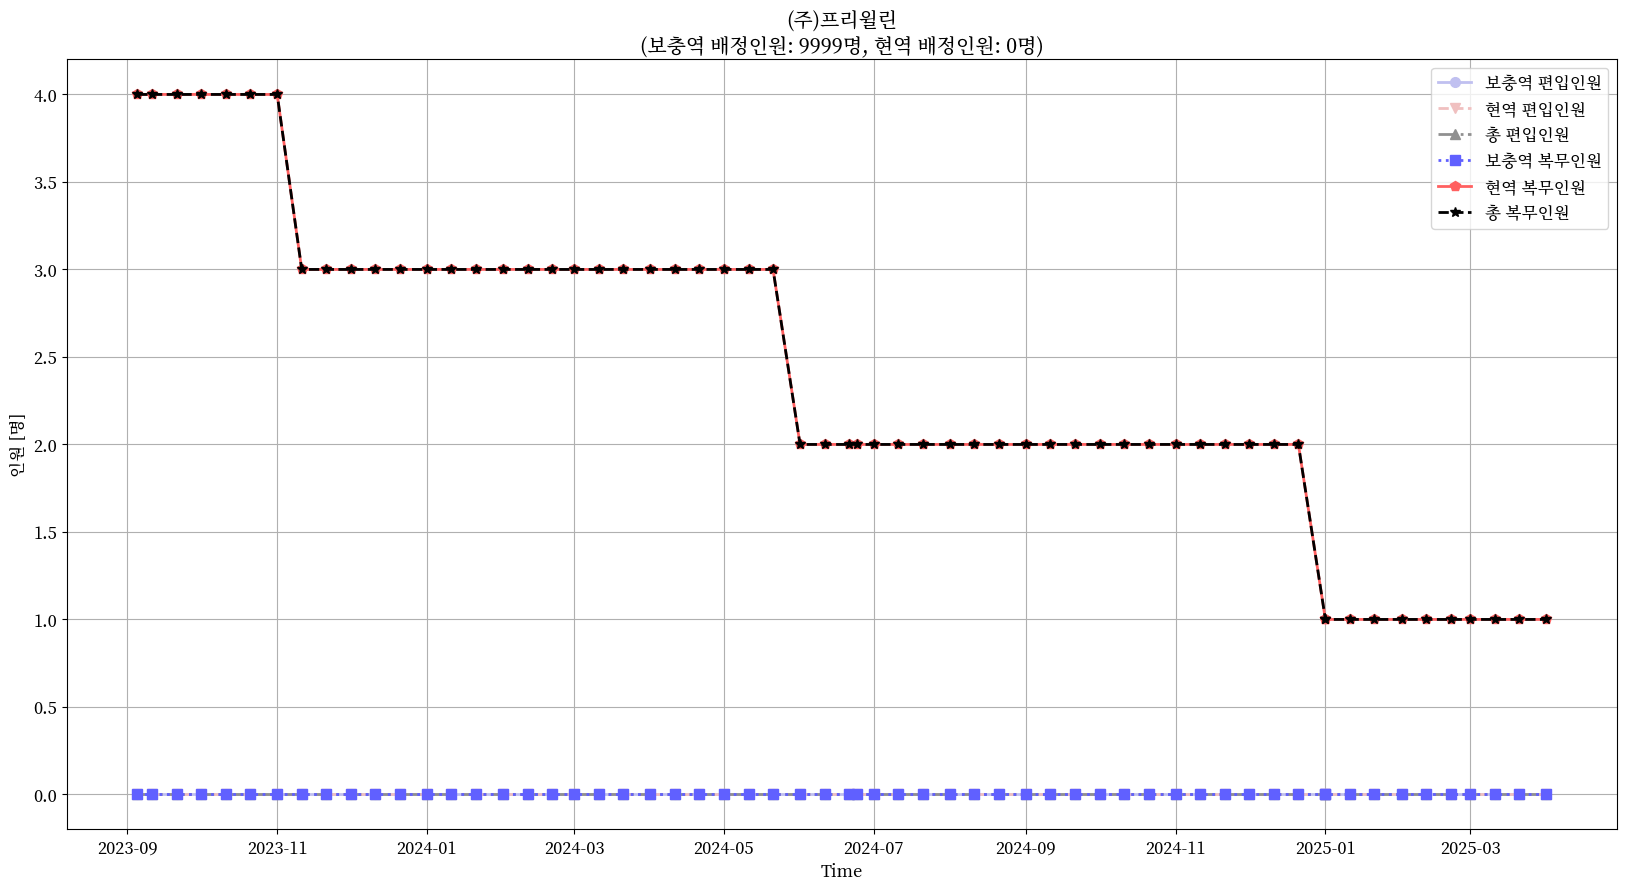 (주)프리윌린
(보충역 배정인원: 9999명, 현역 배정인원: 0명)
보충역 편입인원
현역 편입인원
총 편입인원
보충역 복무인원
현역 복무인원
총 복무인원
인원 [명]
4.0
3.5
3.0
2.5
2.0
1.5
1.0
0.5
0.0
2023-09 2023-11 2024-01 2024-03 2024-05 2024-07 2024-09 2024-11 2025-01 2025-03
Time